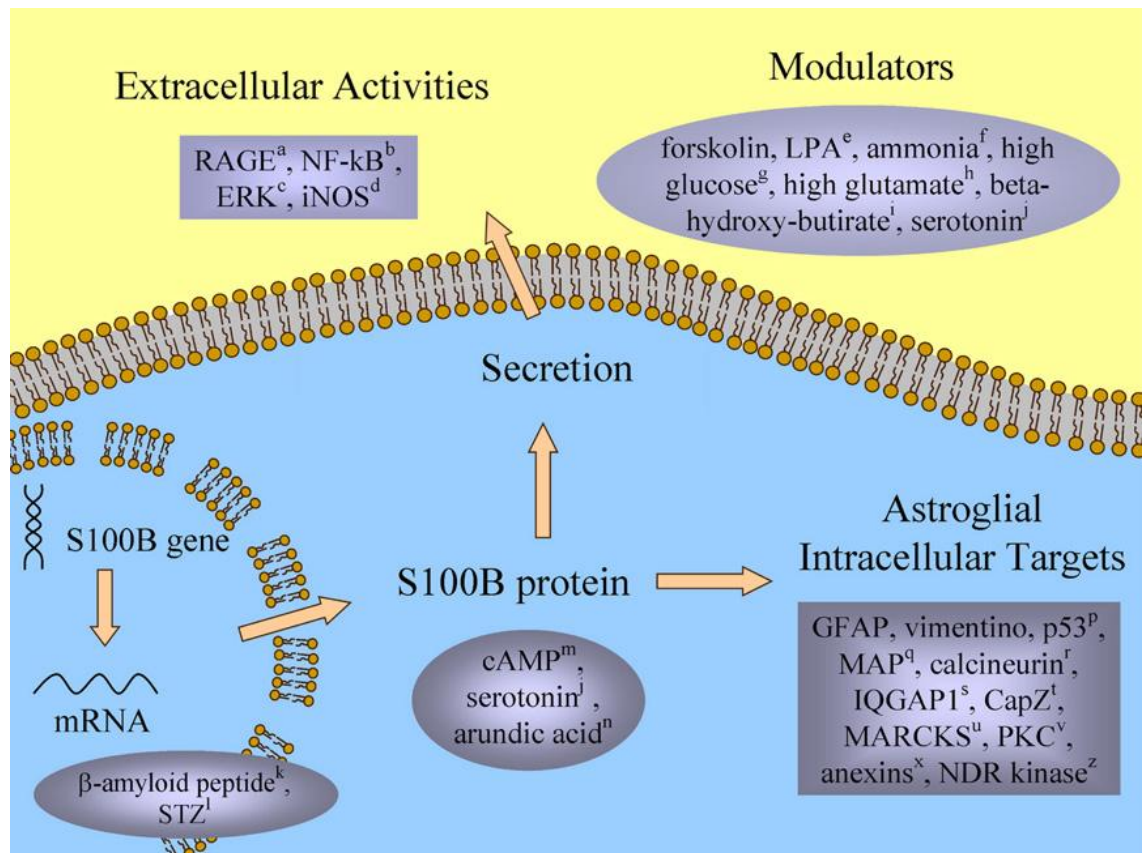 Extracellular Activities
RAGEᵃ, NF-kBᵇ,
ERKᶜ, iNOSᵈ
Modulators
forskolin, LPAᵉ, ammoniaᶠ, high
glucoseᵍ, high glutamateʰ, beta-
hydroxy-butirateⁱ, serotoninʲ
Secretion
S100B gene
mRNA
β-amyloid peptideᵏ,
STZˡ
S100B protein
cAMPᵐ,
serotoninʲ,
arundic acidⁿ
Astroglial
Intracellular Targets
GFAP, vimentino, p53ᵖ,
MAP^q, calcineurinʳ,
IQGAP1ˢ, CapZᵗ,
MARCKSᵘ, PKCᵛ,
anexinsˣ, NDR kinaseᶻ